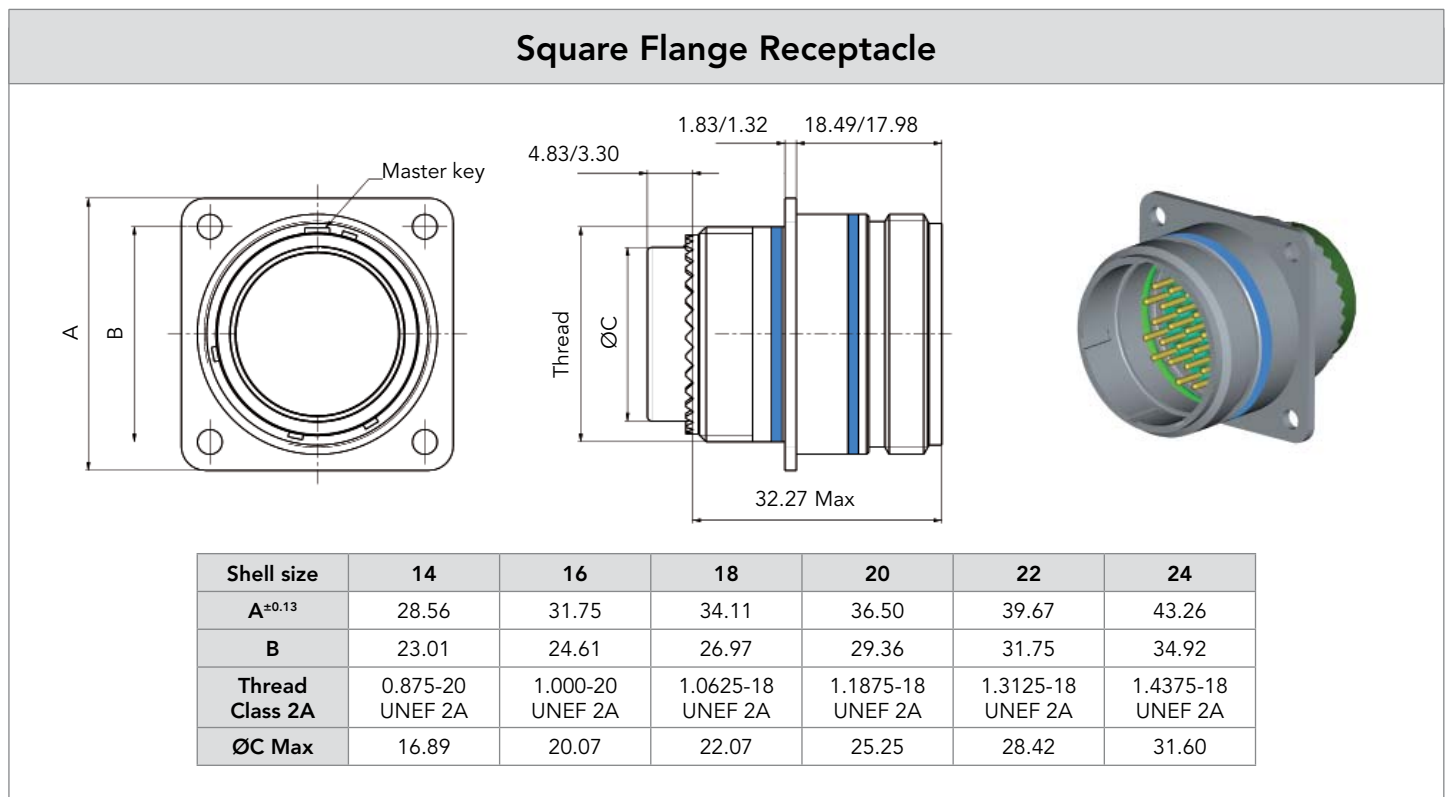 Square Flange Receptacle
1.83/1.32 18.49/17.98
4.83/3.30
Master key
A
B
Thread
ØC
32.27 Max
Shell size 14 16 18 20 22 24
A±0.13 28.56 31.75 34.11 36.50 39.67 43.26
B 23.01 24.61 26.97 29.36 31.75 34.92
Thread 0.875-20 1.000-20 1.0625-18 1.1875-18 1.3125-18 1.4375-18
Class 2A UNEF 2A UNEF 2A UNEF 2A UNEF 2A UNEF 2A UNEF 2A
ØC Max 16.89 20.07 22.07 25.25 28.42 31.60